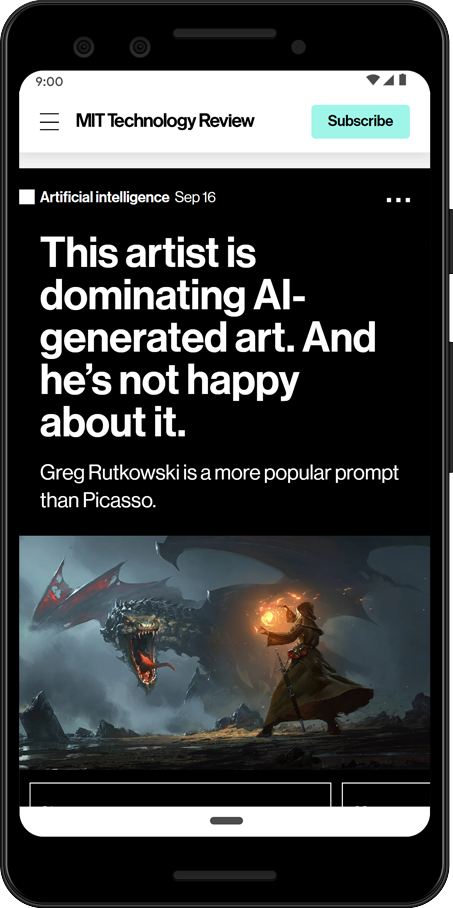 9:00
MIT Technology Review
Subscribe
Artificial intelligence Sep 16
This artist is
dominating AI-
generated art. And
he’s not happy
about it.
Greg Rutkowski is a more popular prompt
than Picasso.